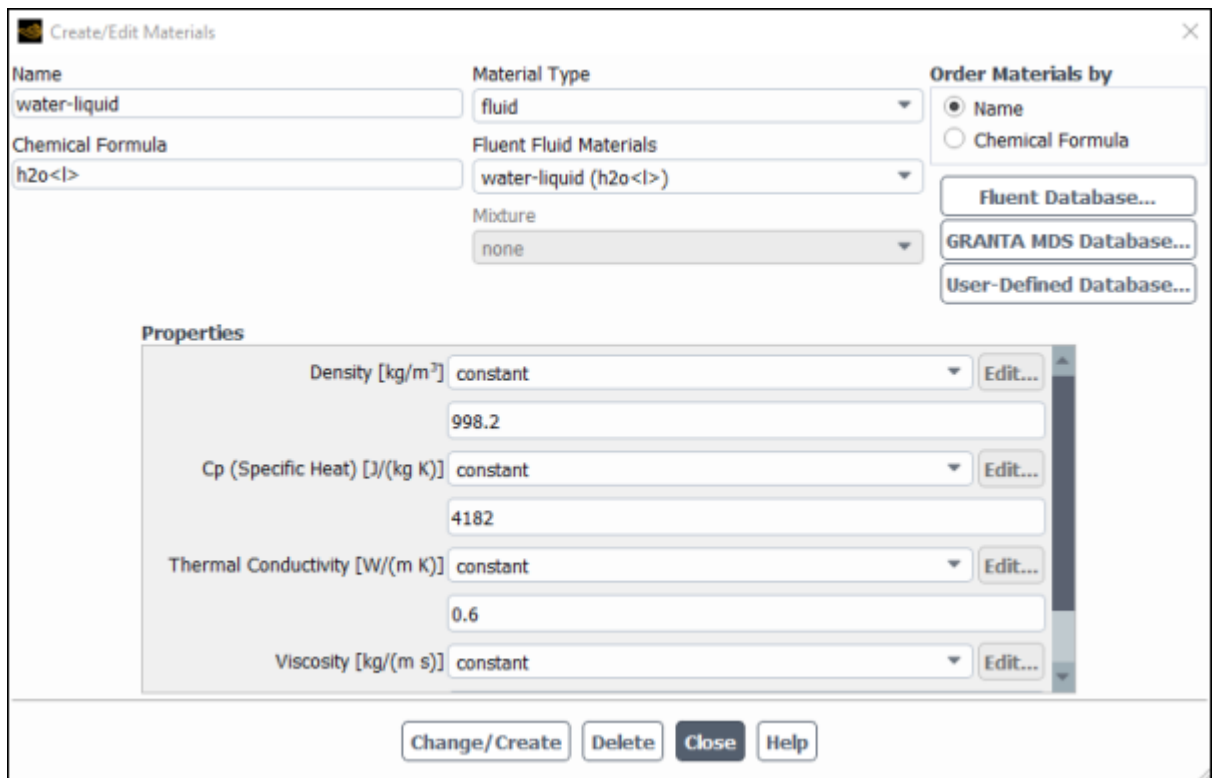 Create/Edit Materials
Name
water-liquid
Chemical Formula
h2o<l>
Material Type
fluid
Fluent Fluid Materials
water-liquid (h2o<l>)
Mixture
none
Order Materials by
Name
Chemical Formula
Fluent Database...
GRANTA MDS Database...
User-Defined Database...
Properties
Density [kg/m³] constant Edit...
998.2
Cp (Specific Heat) [J/(kg K)] constant Edit...
4182
Thermal Conductivity [W/(m K)] constant Edit...
0.6
Viscosity [kg/(m s)] constant Edit...
Change/Create Delete Close Help